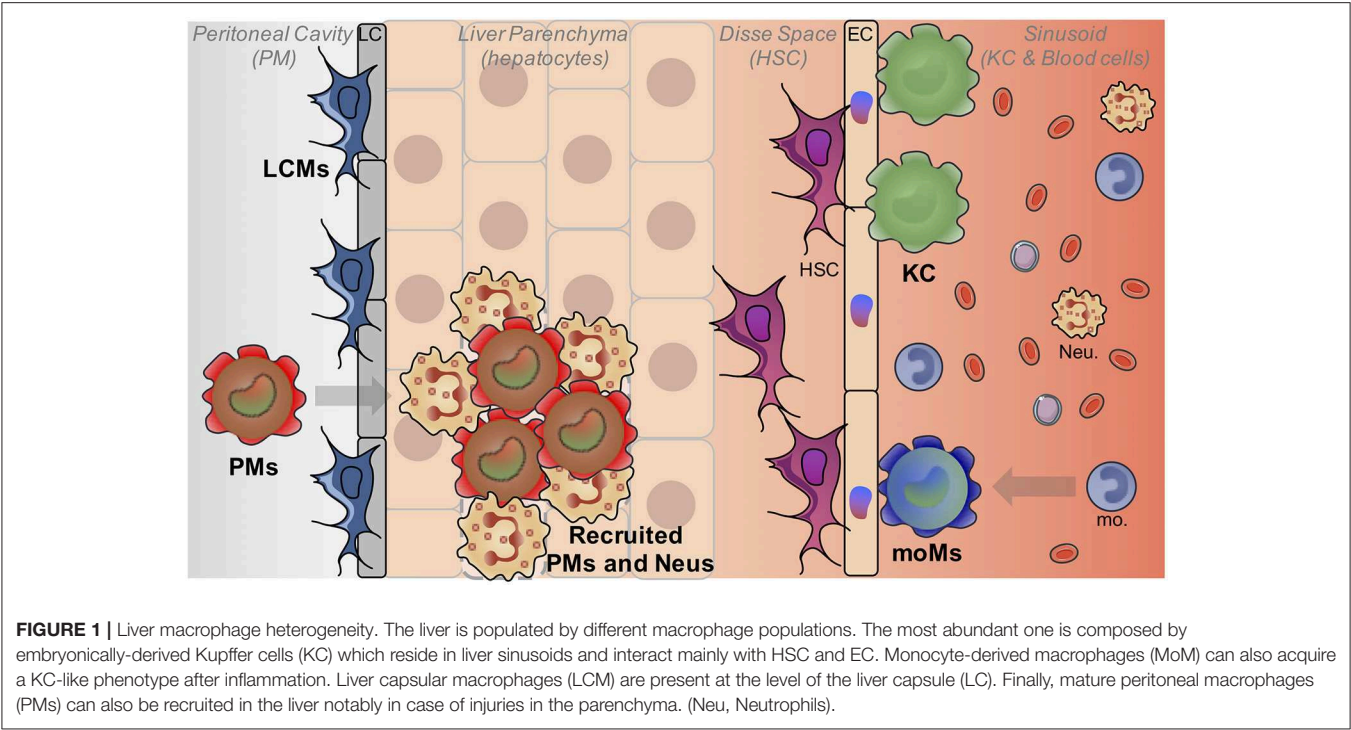 Peritoneal Cavity
(PM)
LC
Liver Parenchyma
(hepatocytes)
Disse Space
(HSC)
EC
Sinusoid
(KC & Blood cells)
LCMs
HSC
KC
Neu.
PMs
Recruited
PMs and Neus
moMs
mo.
FIGURE 1 | Liver macrophage heterogeneity. The liver is populated by different macrophage populations. The most abundant one is composed by
embryonically-derived Kupffer cells (KC) which reside in liver sinusoids and interact mainly with HSC and EC. Monocyte-derived macrophages (MoM) can also acquire
a KC-like phenotype after inflammation. Liver capsular macrophages (LCM) are present at the level of the liver capsule (LC). Finally, mature peritoneal macrophages
(PMs) can also be recruited in the liver notably in case of injuries in the parenchyma. (Neu, Neutrophils).